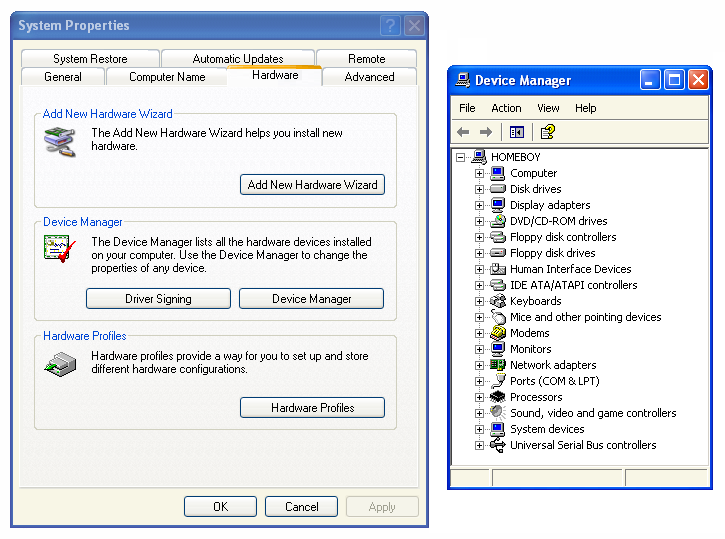 System Properties
System Restore
Automatic Updates
Remote
General
Computer Name
Hardware
Advanced
Add New Hardware Wizard
The Add New Hardware Wizard helps you install new
hardware.
Add New Hardware Wizard
Device Manager
The Device Manager lists all the hardware devices installed
on your computer. Use the Device Manager to change the
properties of any device.
Driver Signing
Device Manager
Hardware Profiles
Hardware profiles provide a way for you to set up and store
different hardware configurations.
Hardware Profiles
OK
Cancel
Apply
Device Manager
File Action View Help
HOMEBOY
Computer
Disk drives
Display adapters
DVD/CD-ROM drives
Floppy disk controllers
Floppy disk drives
Human Interface Devices
IDE ATA/ATAPI controllers
Keyboards
Mice and other pointing devices
Modems
Monitors
Network adapters
Ports (COM & LPT)
Processors
Sound, video and game controllers
System devices
Universal Serial Bus controllers